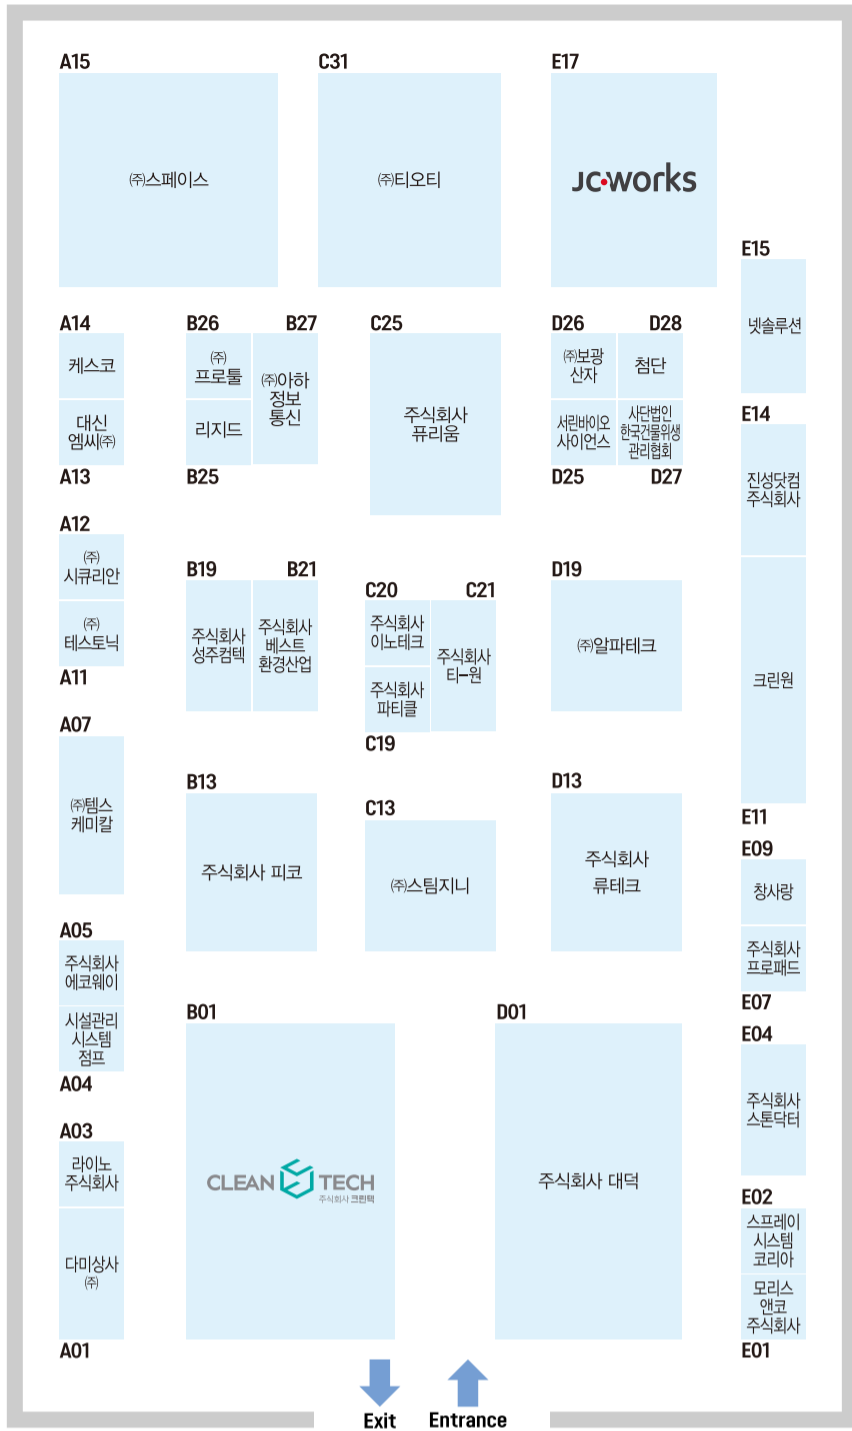 A15
C31
E17
㈜스페이스
㈜티오티
JC·works
E15
넷솔루션
A14
B26
B27
C25
D26
D28
케스코
㈜
프로툴
㈜아하
정보
통신
주식회사
퓨리움
㈜보광
산자
첨단
대신
엠씨㈜
리지드
서린바이오
사이언스
사단법인
한국건물위생
관리협회
A13
B25
D25
D27
E14
진성닷컴
주식회사
A12
㈜
시큐리안
㈜
테스토닉
A11
B19
B21
주식회사
성주컴텍
주식회사
베스트
환경산업
C20
C21
주식회사
이노테크
주식회사
티-원
주식회사
파티클
C19
D19
㈜알파테크
크린원
E11
A07
㈜템스
케미칼
B13
주식회사 피코
C13
㈜스팀지니
D13
주식회사
류테크
E09
창사랑
주식회사
프로패드
E07
A05
주식회사
에코웨이
시설관리
시스템
점프
A04
B01
CLEAN TECH
주식회사 크린텍
D01
주식회사 대덕
E04
주식회사
스톤닥터
A03
라이노
주식회사
다미상사
㈜
A01
E02
스프레이
시스템
코리아
모리스
앤코
주식회사
E01
Exit
Entrance